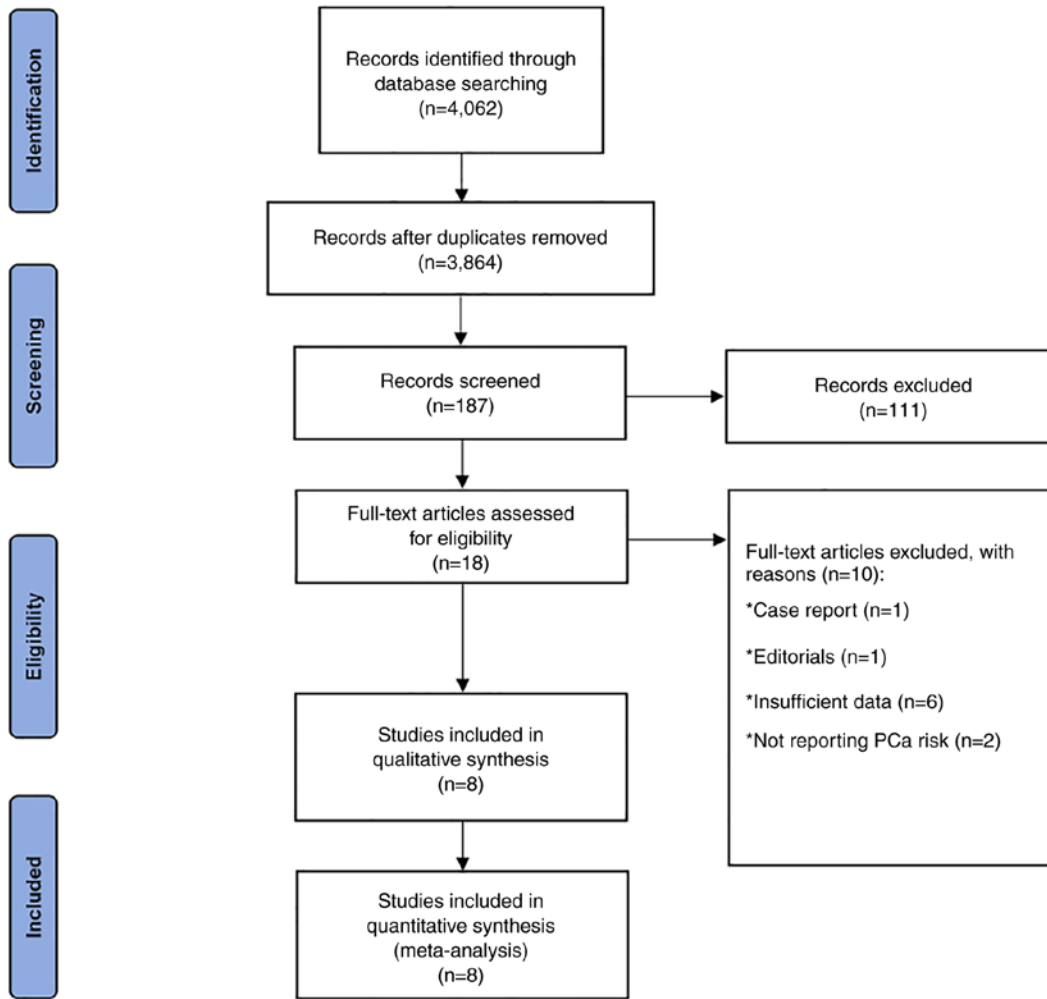 Identification
Records identified through
database searching
(n=4,062)
Records after duplicates removed
(n=3,864)
Screening
Records screened
(n=187)
Records excluded
(n=111)
Eligibility
Full-text articles assessed
for eligibility
(n=18)
Full-text articles excluded, with
reasons (n=10):
*Case report (n=1)
*Editorials (n=1)
*Insufficient data (n=6)
*Not reporting PCa risk (n=2)
Studies included in
qualitative synthesis
(n=8)
Included
Studies included in
quantitative synthesis
(meta-analysis)
(n=8)